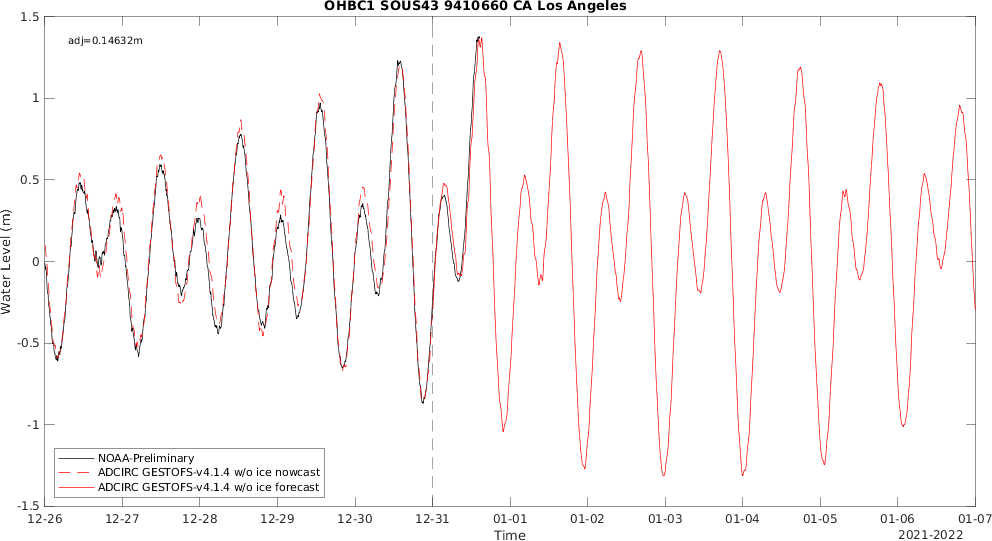 OHBC1 SOUS43 9410660 CA Los Angeles
adj=0.14632m
1.5
1
0.5
0
-0.5
-1
-1.5
Water Level (m)
NOAA-Preliminary
ADCIRC GESTOFS-v4.1.4 w/o ice nowcast
ADCIRC GESTOFS-v4.1.4 w/o ice forecast
12-26 12-27 12-28 12-29 12-30 12-31 01-01 01-02 01-03 01-04 01-05 01-06 01-07
Time
2021-2022